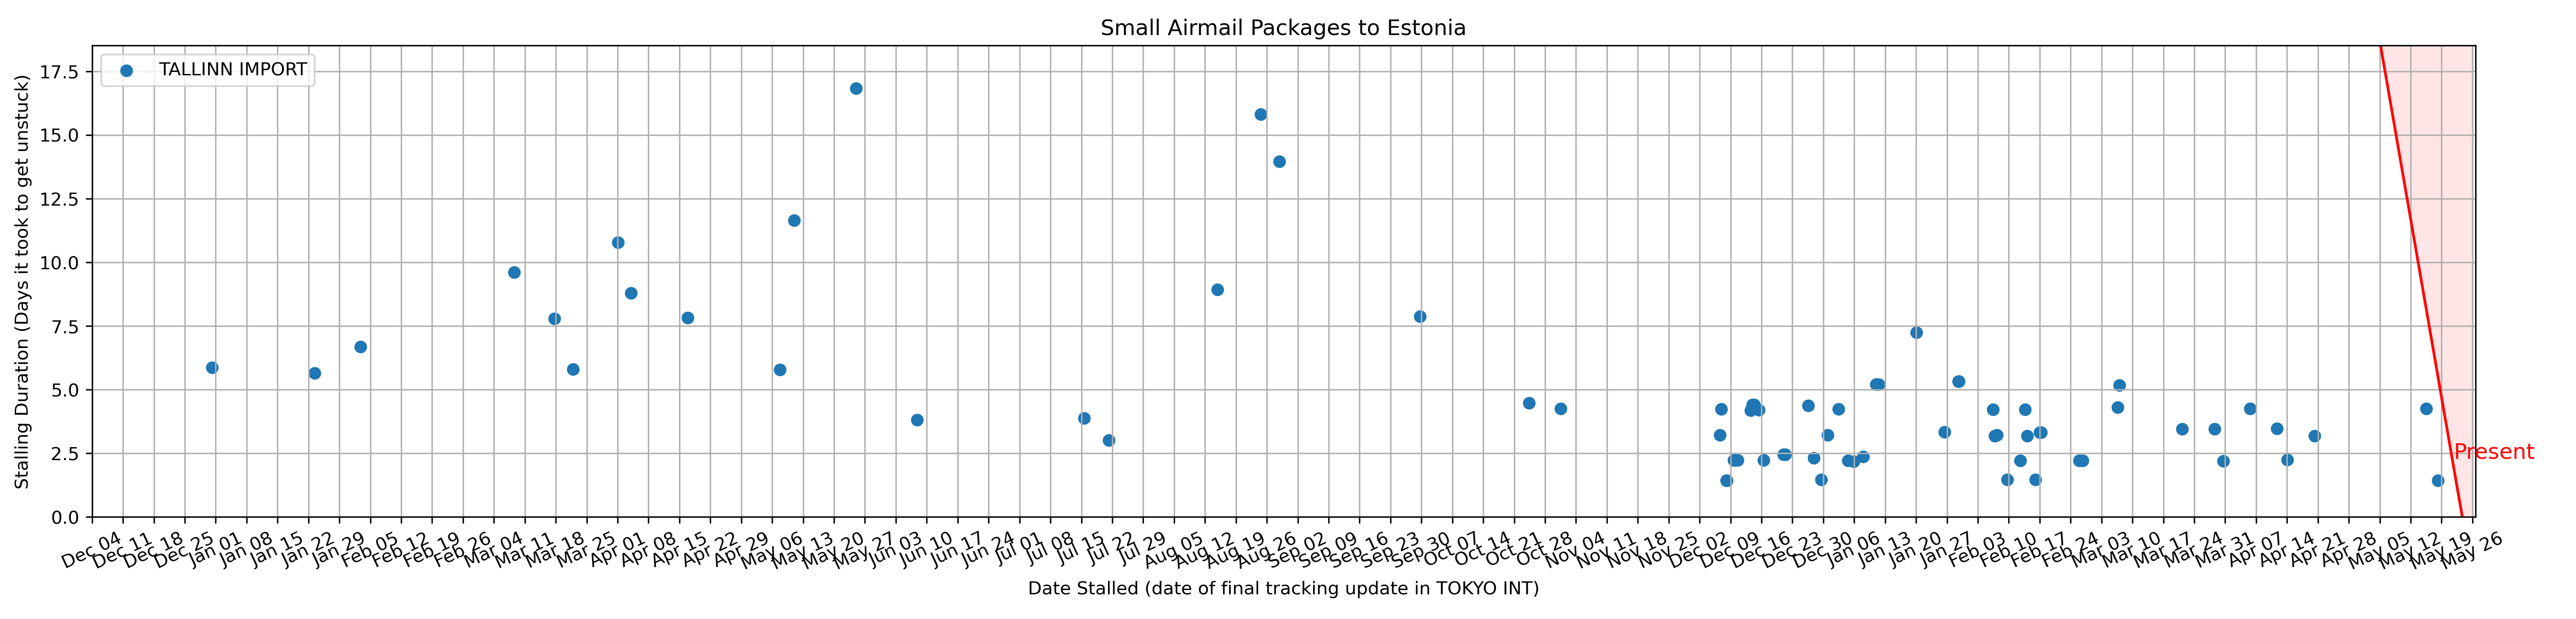 Small Airmail Packages to Estonia
TALLINN IMPORT
Stalling Duration (Days it took to get unstuck)
17.5
15.0
12.5
10.0
7.5
5.0
2.5
0.0
Present
Dec 04 Dec 11 Dec 18 Dec 25 Jan 01 Jan 08 Jan 15 Jan 22 Jan 29 Feb 05 Feb 12 Feb 19 Feb 26 Mar 04 Mar 11 Mar 18 Mar 25 Apr 01 Apr 08 Apr 15 Apr 22 Apr 29 May 06 May 13 May 20 May 27 Jun 03 Jun 10 Jun 17 Jun 24 Jul 01 Jul 08 Jul 15 Jul 22 Jul 29 Aug 05 Aug 12 Aug 19 Aug 26 Sep 02 Sep 09 Sep 16 Sep 23 Sep 30 Oct 07 Oct 14 Oct 21 Oct 28 Nov 04 Nov 11 Nov 18 Nov 25 Dec 02 Dec 09 Dec 16 Dec 23 Dec 30 Jan 06 Jan 13 Jan 20 Jan 27 Feb 03 Feb 10 Feb 17 Feb 24 Mar 03 Mar 10 Mar 17 Mar 24 Mar 31 Apr 07 Apr 14 Apr 21 Apr 28 May 05 May 12 May 19 May 26
Date Stalled (date of final tracking update in TOKYO INT)